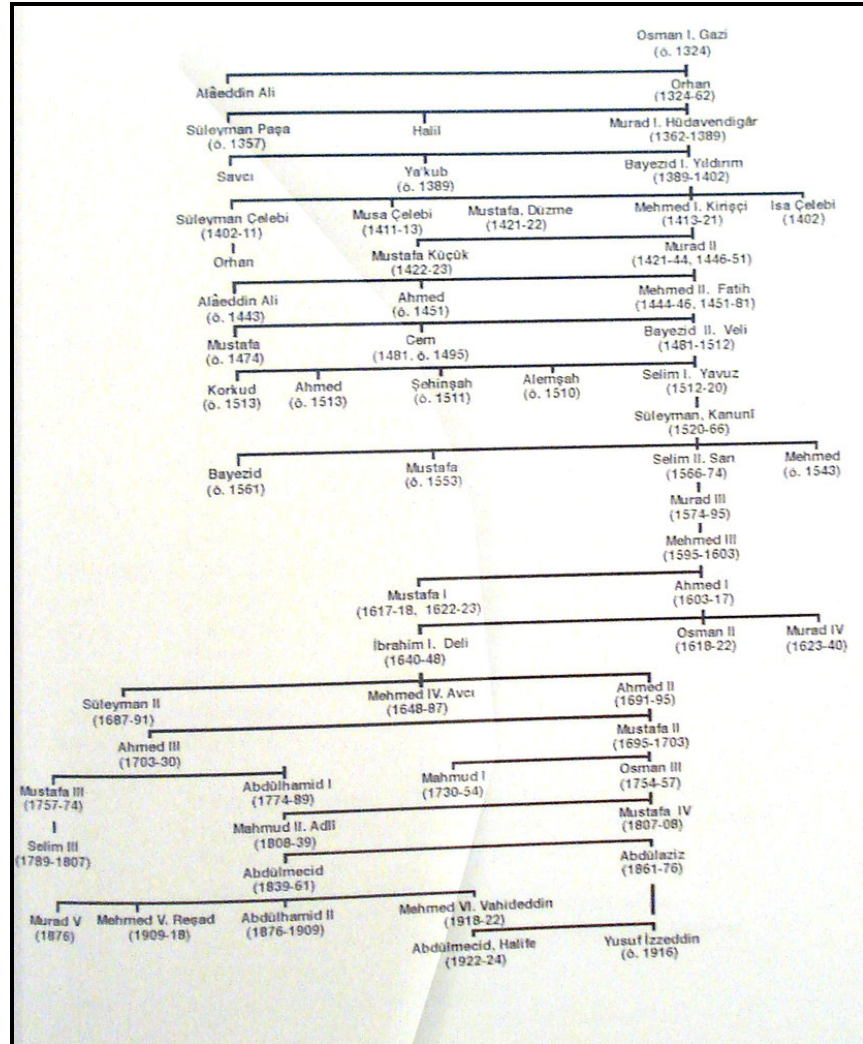 Osman I. Gazi
(ö. 1324)
Alâeddin Ali
Orhan
(1324-62)
Süleyman Paşa
(ö. 1357)
Halil
Murad I. Hüdavendigâr
(1362-1389)
Savcı
Ya'kub
(ö. 1389)
Bayezid I. Yıldırım
(1389-1402)
Süleyman Çelebi
(1402-11)
Musa Çelebi
(1411-13)
Mustafa, Düzme
(1421-22)
Mehmed I. Kirişçi
(1413-21)
Isa Çelebi
(1402)
Orhan
Mustafa Küçük
(1422-23)
Murad II
(1421-44, 1446-51)
Alâeddin Ali
(ö. 1443)
Ahmed
(ö. 1451)
Mehmed II. Fatih
(1444-46, 1451-81)
Mustafa
(ö. 1474)
Cem
(1481, ö. 1495)
Bayezid II. Veli
(1481-1512)
Korkud
(ö. 1513)
Ahmed
(ö. 1513)
Şehinşah
(ö. 1511)
Alemşah
(ö. 1510)
Selim I. Yavuz
(1512-20)
Süleyman, Kanunî
(1520-66)
Bayezid
(ö. 1561)
Mustafa
(ö. 1553)
Selim II. Sarı
(1566-74)
Mehmed
(ö. 1543)
Murad III
(1574-95)
Mehmed III
(1595-1603)
Mustafa I
(1617-18, 1622-23)
Ahmed I
(1603-17)
İbrahim I. Deli
(1640-48)
Osman II
(1618-22)
Murad IV
(1623-40)
Süleyman II
(1687-91)
Mehmed IV. Avcı
(1648-87)
Ahmed II
(1691-95)
Ahmed III
(1703-30)
Mustafa II
(1695-1703)
Mustafa III
(1757-74)
Abdülhamid I
(1774-89)
Mahmud I
(1730-54)
Osman III
(1754-57)
Selim III
(1789-1807)
Mahmud II. Adlî
(1808-39)
Mustafa IV
(1807-08)
Abdülmecid
(1839-61)
Abdülaziz
(1861-76)
Murad V
(1876)
Mehmed V. Reşad
(1909-18)
Abdülhamid II
(1876-1909)
Mehmed VI. Vahideddin
(1918-22)
Abdülmecid, Halife
(1922-24)
Yusuf İzzeddin
(ö. 1916)